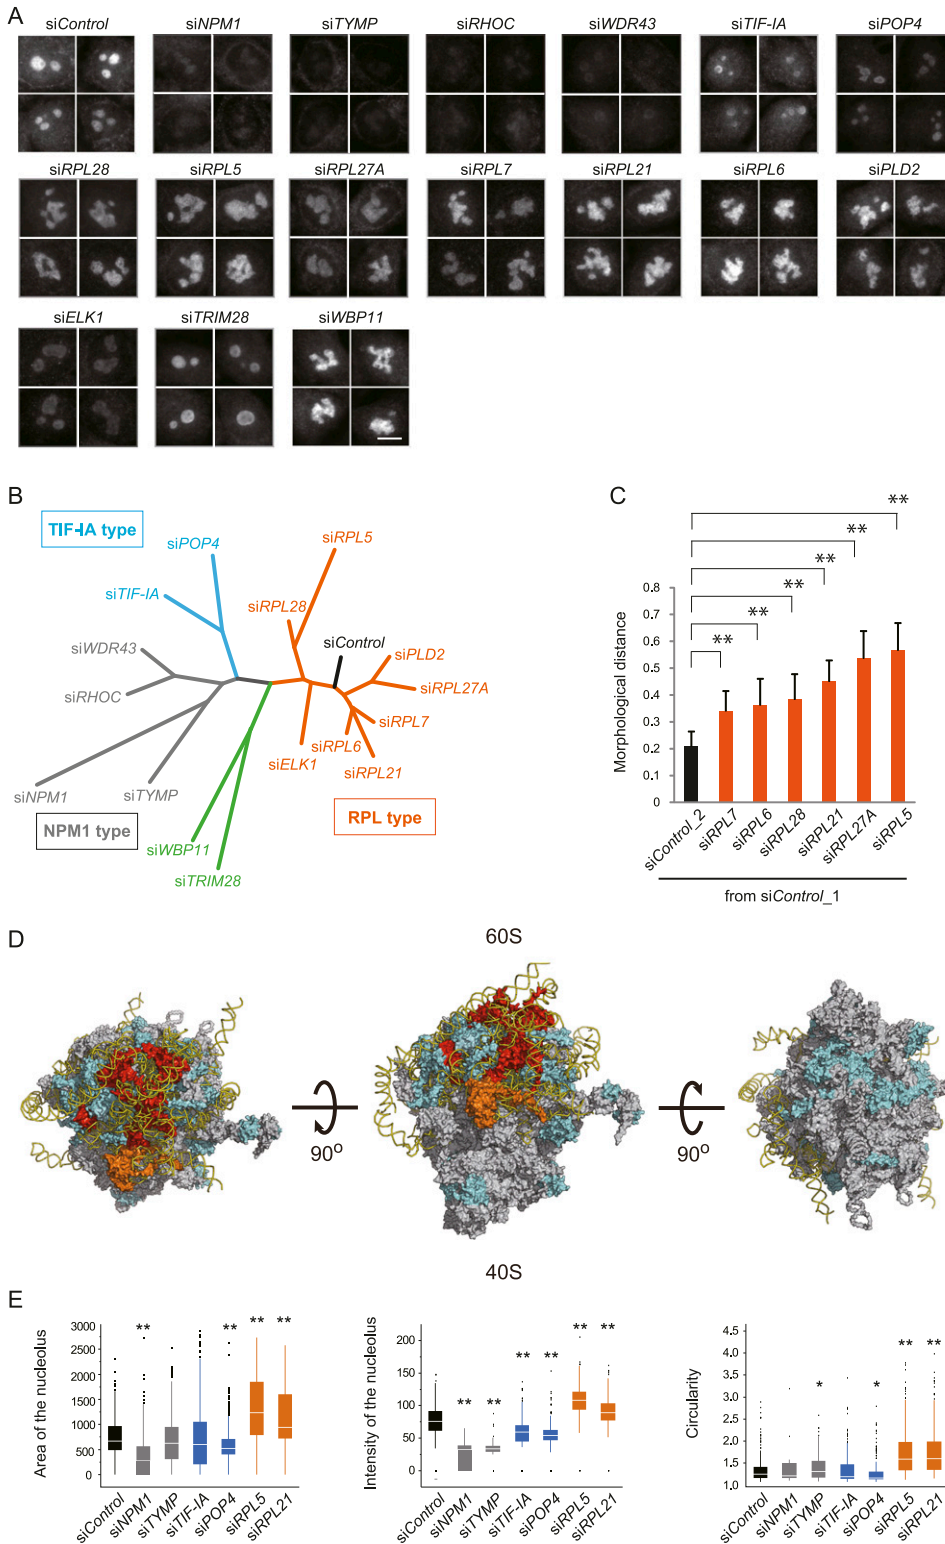 A
siControl siNPM1 siTYMP siRHOC siWDR43 siTIF-IA siPOP4
siRPL28 siRPL5 siRPL27A siRPL7 siRPL21 siRPL6 siPLD2
siELK1 siTRIM28 siWBP11
B
TIF-IA type
siPOP4
siRPL5
siTIF-IA
siRPL28
siControl
siWDR43
siPLD2
siRHOC
siRPL27A
siRPL7
siRPL6
siELK1
siRPL21
siNPM1
siTYMP
NPM1 type
RPL type
siWBP11
siTRIM28
C
**
**
**
**
**
**
Morphological distance
0.8
0.7
0.6
0.5
0.4
0.3
0.2
0.1
0
siControl_2 siRPL7 siRPL6 siRPL28 siRPL21 siRPL27A siRPL5
from siControl_1
D
60S
90°
90°
40S
E
Area of the nucleolus
3000
2500
2000
1500
1000
500
0
** ** ** **
siControl siNPM1 siTYMP siTIF-IA siPOP4 siRPL5 siRPL21
Intensity of the nucleolus
200
150
100
50
0
** ** ** ** ** **
siControl siNPM1 siTYMP siTIF-IA siPOP4 siRPL5 siRPL21
Circularity
4.5
4.0
3.5
3.0
2.5
2.0
1.5
1.0
* * ** **
siControl siNPM1 siTYMP siTIF-IA siPOP4 siRPL5 siRPL21